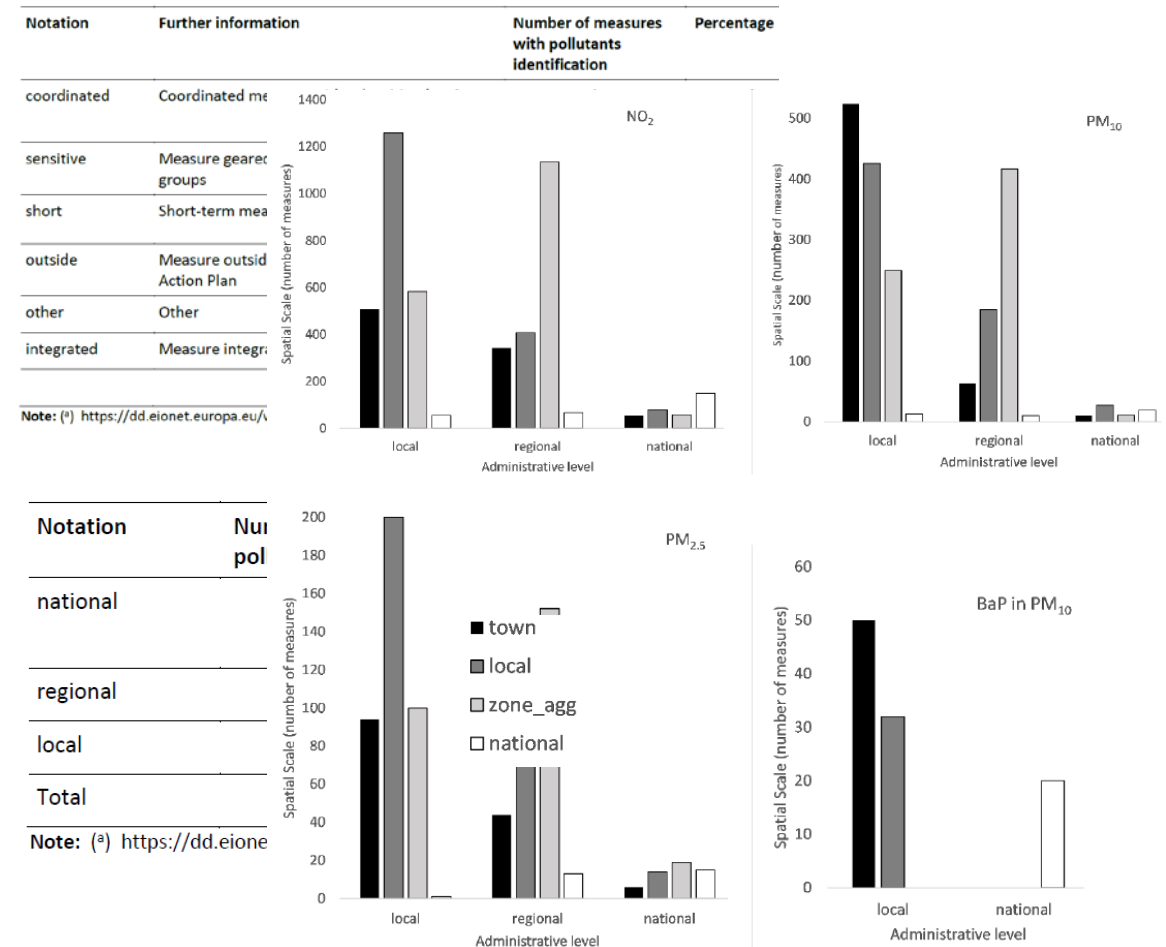 Notation Further information Number of measures Percentage
with pollutants
identification
coordinated Coordinated me
sensitive Measure geared
groups
short Short-term mea
outside Measure outsid
Action Plan
other Other
integrated Measure integra
Note: (ᵃ) https://dd.eionet.europa.eu/v
NO2
Spatial Scale (number of measures)
1400
1200
1000
800
600
400
200
0
local regional national
Administrative level
PM10
Spatial Scale (number of measures)
500
400
300
200
100
0
local regional national
Administrative level
Notation
pol
national
regional
local
Total
Note: (ᵃ) https://dd.eione
PM2.5
Spatial Scale (number of measures)
200
180
160
140
120
100
80
60
40
20
0
town
local
zone_agg
national
local regional national
Administrative level
BaP in PM10
Spatial Scale (number of measures)
60
50
40
30
20
10
0
local national
Administrative level